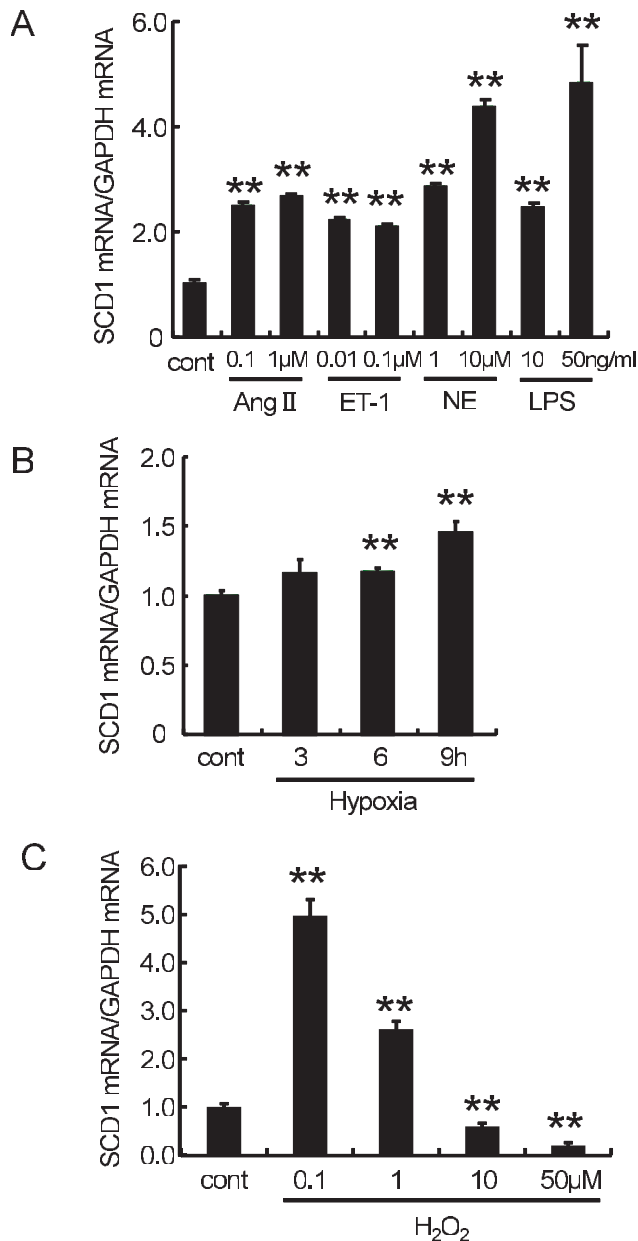 A
SCD1 mRNA/GAPDH mRNA
6.0
4.0
2.0
0
** ** ** ** ** ** ** **
cont 0.1 1µM 0.01 0.1µM 1 10µM 10 50ng/ml
Ang II ET-1 NE LPS
B
SCD1 mRNA/GAPDH mRNA
2.0
1.5
1.0
0.5
0
** **
cont 3 6 9h
Hypoxia
C
SCD1 mRNA/GAPDH mRNA
6.0
5.0
4.0
3.0
2.0
1.0
0.0
** ** ** **
cont 0.1 1 10 50µM
H₂O₂